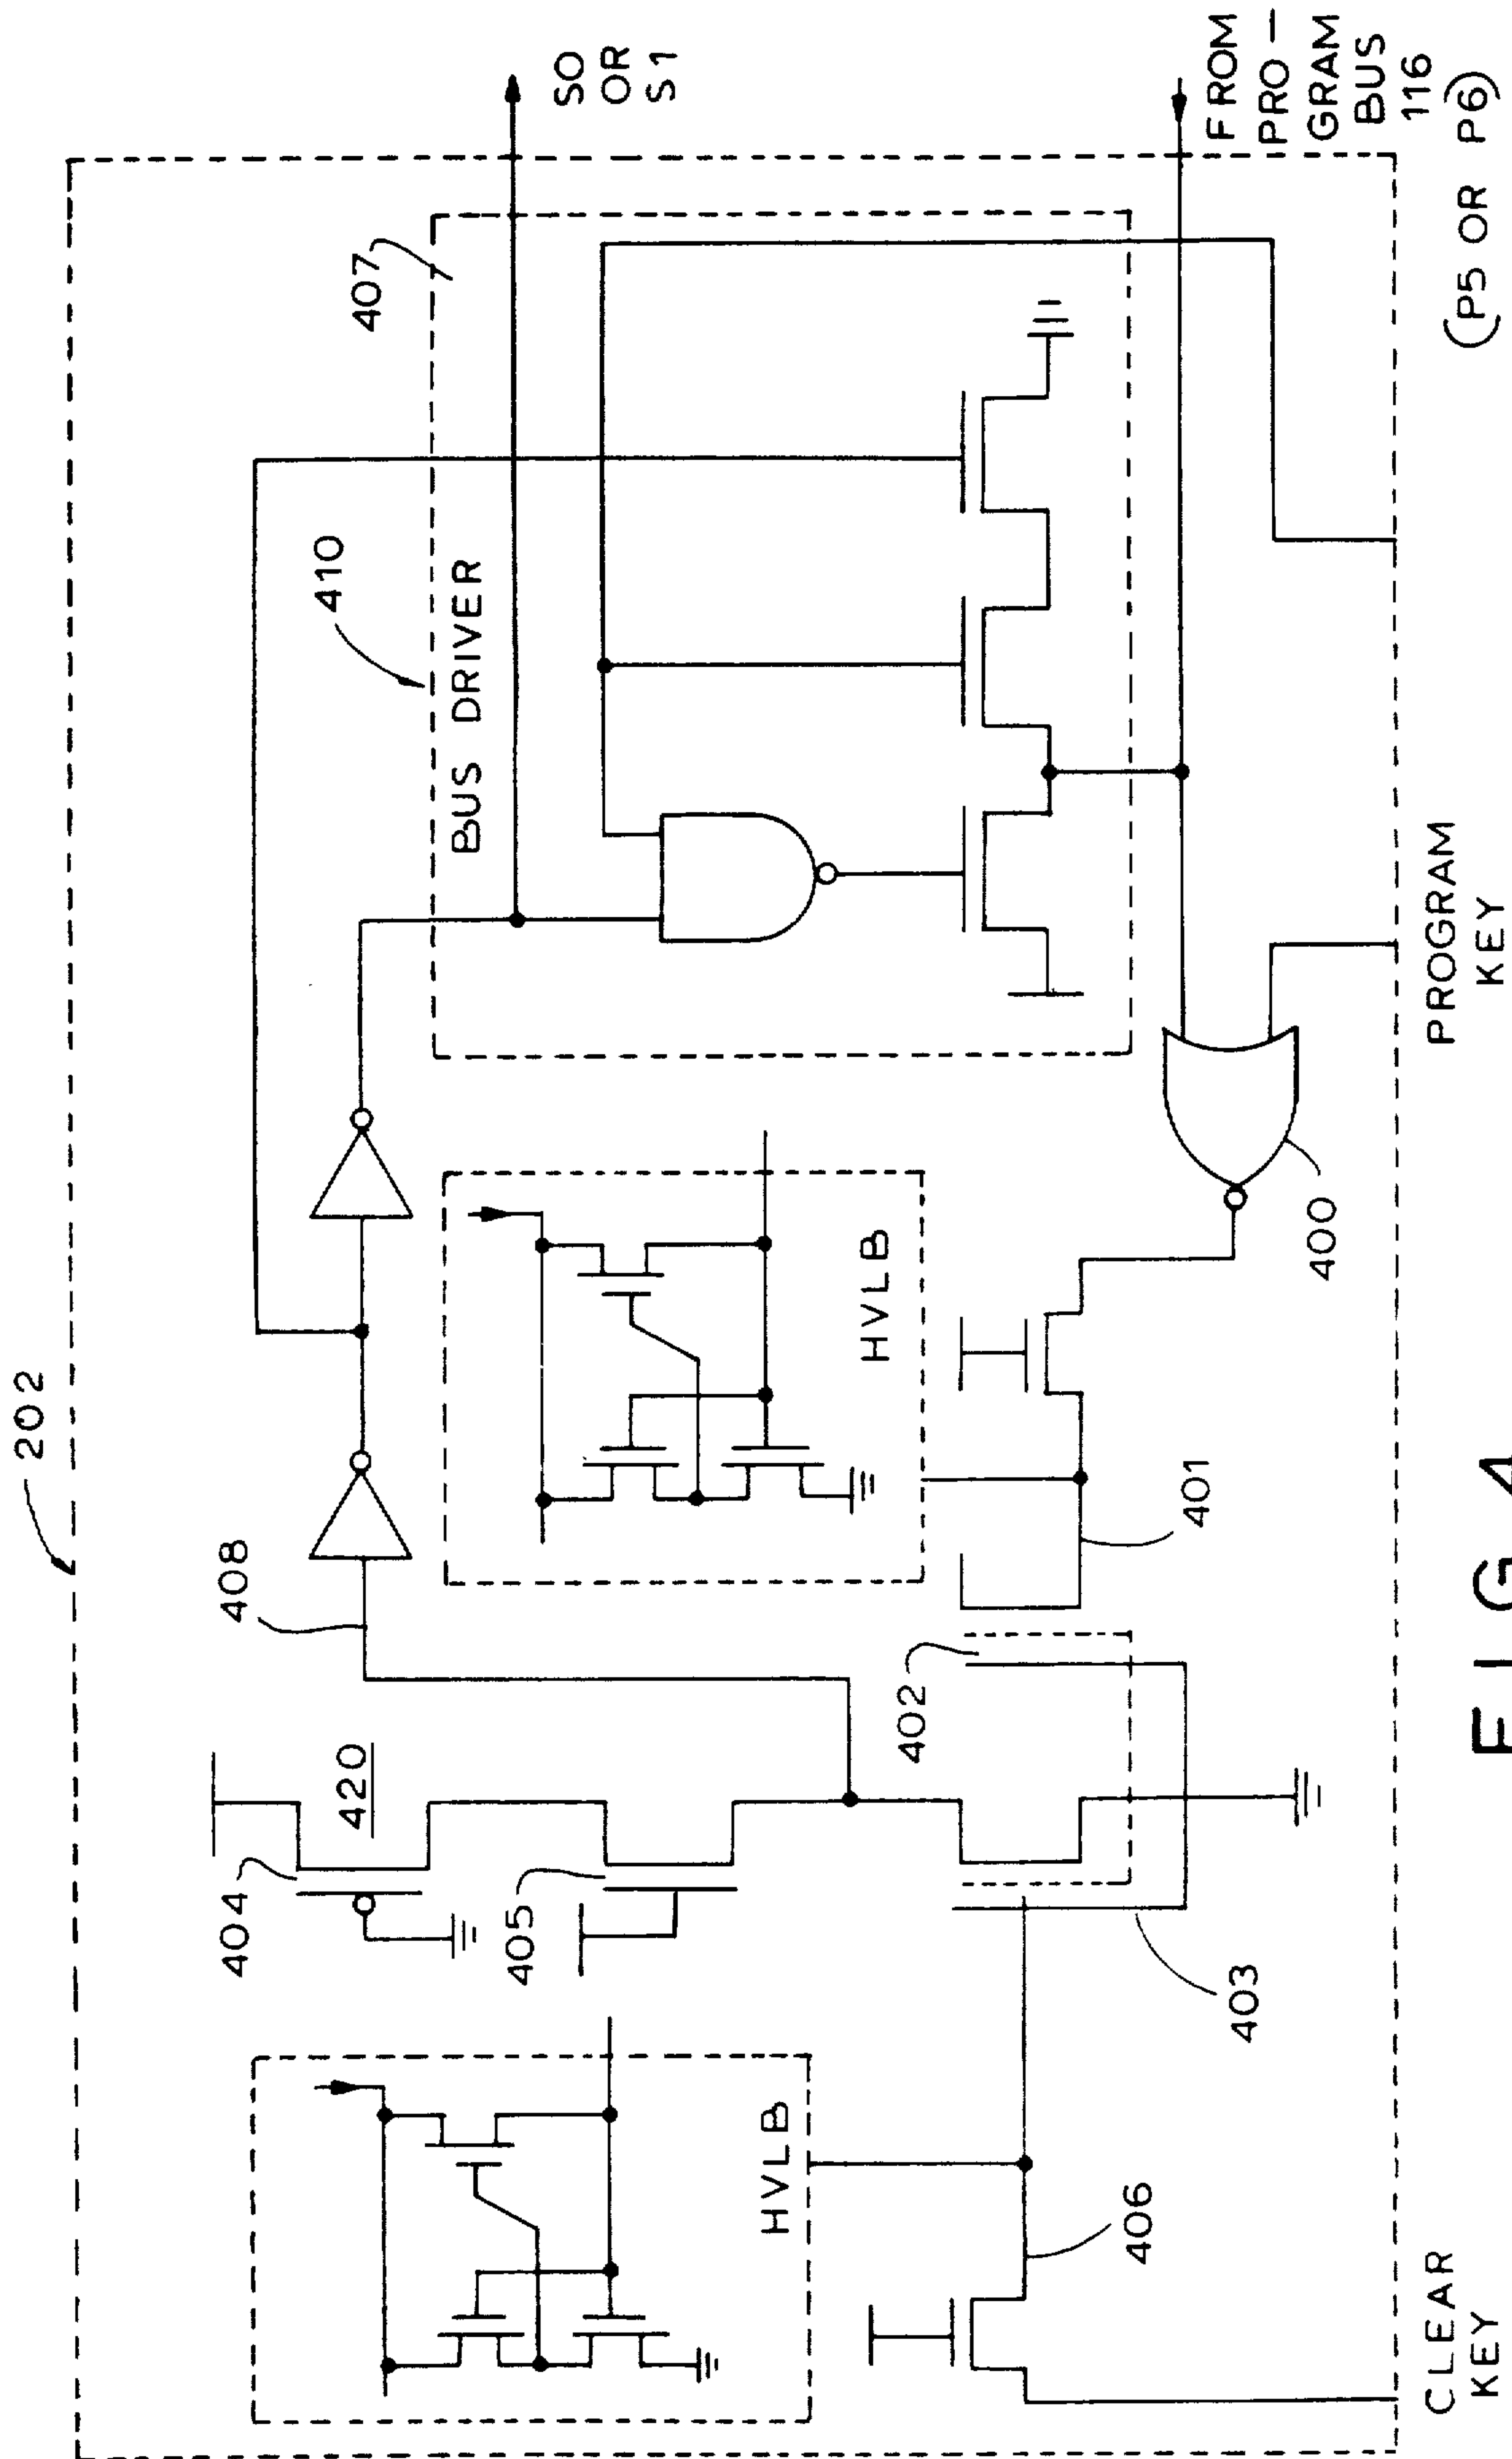 202
408
410
407
SO
OR
S1
BUS DRIVER
420
404
405
402
HVLB
HVLB
401
400
403
406
FROM
PRO-
GRAM
BUS
116
(P5 OR P6)
CLEAR
KEY
PROGRAM
KEY
FIG 4